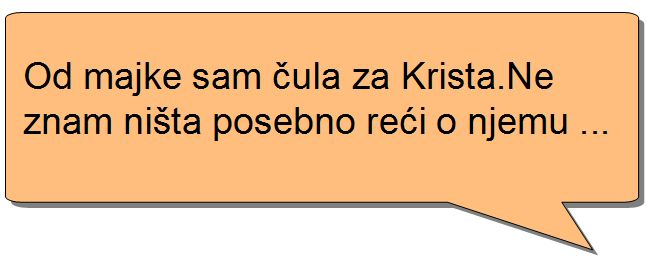 Od majke sam čula za Krista.Ne
znam ništa posebno reći o njemu ...